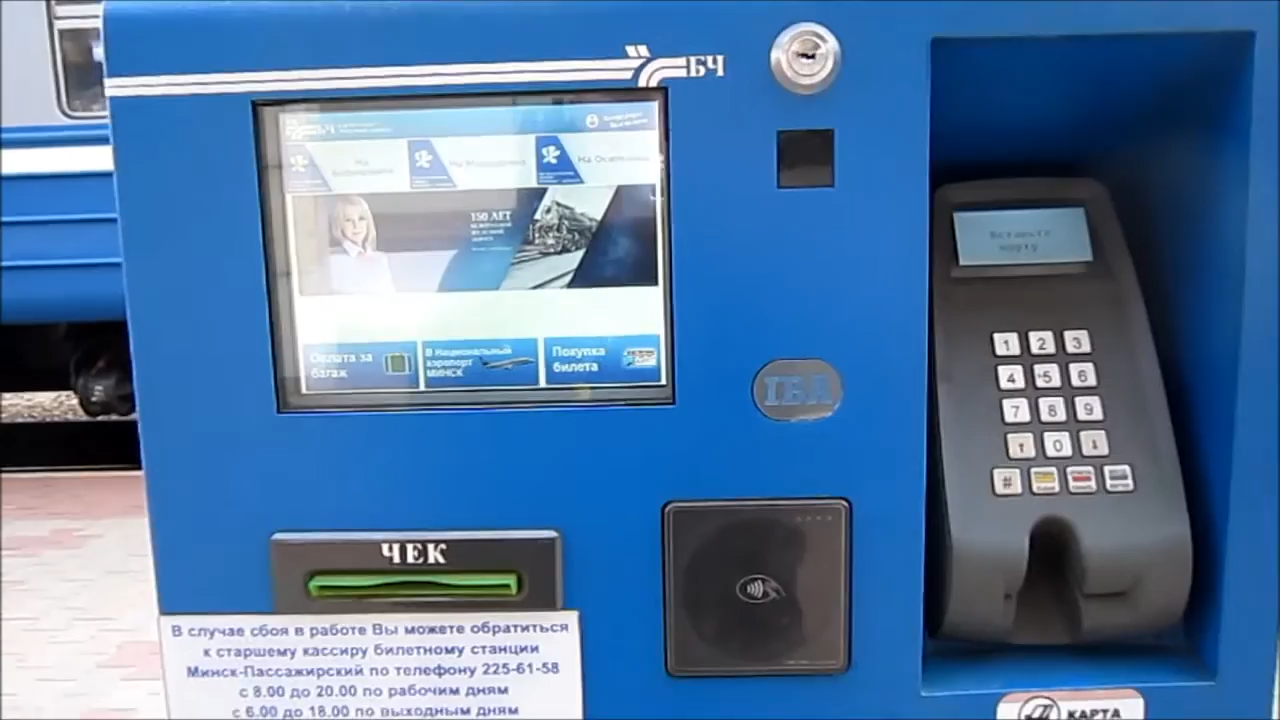 БЧ
БЧ
На Молодечно
На Осиповичи
150 ЛЕТ
Оплата за
багаж
В Национальный
аэропорт
МИНСК
Покупка
билета
Вставьте
карту
1 2 3
4 5 6
7 8 9
0
#
IBA
ЧЕК
В случае сбоя в работе Вы можете обратиться
к старшему кассиру билетному станции
Минск-Пассажирский по телефону 225-61-58
с 8.00 до 20.00 по рабочим дням
с 6.00 до 18.00 по выходным дням
КАРТА